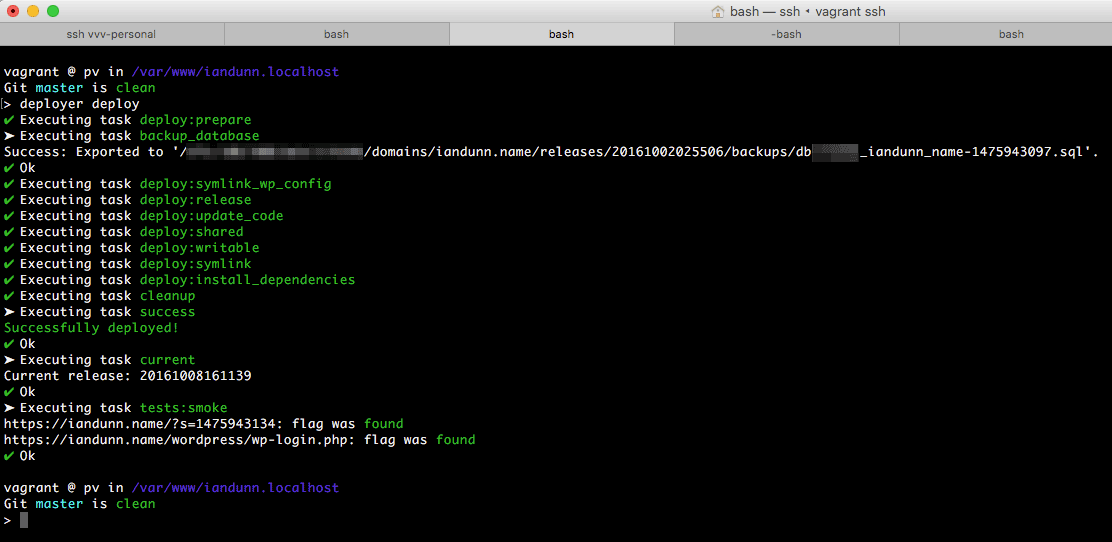 bash — ssh ◂ vagrant ssh
ssh vvv-personal bash bash -bash bash
vagrant @ pv in /var/www/iandunn.localhost
Git master is clean
> deployer deploy
✔ Executing task deploy:prepare
➤ Executing task backup_database
Success: Exported to '/ /domains/iandunn.name/releases/20161002025506/backups/db _iandunn_name-1475943097.sql'.
✔ Ok
✔ Executing task deploy:symlink_wp_config
✔ Executing task deploy:release
✔ Executing task deploy:update_code
✔ Executing task deploy:shared
✔ Executing task deploy:writable
✔ Executing task deploy:symlink
✔ Executing task deploy:install_dependencies
✔ Executing task cleanup
➤ Executing task success
Successfully deployed!
✔ Ok
➤ Executing task current
Current release: 20161008161139
✔ Ok
➤ Executing task tests:smoke
https://iandunn.name/?s=1475943134: flag was found
https://iandunn.name/wordpress/wp-login.php: flag was found
✔ Ok
vagrant @ pv in /var/www/iandunn.localhost
Git master is clean
>